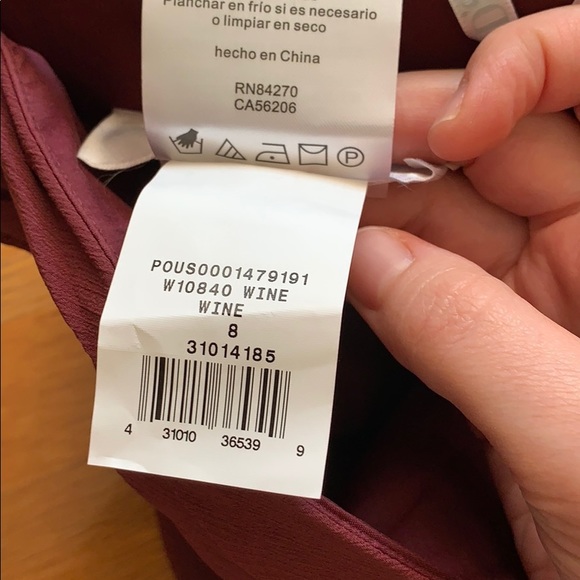 Planchar en frío si es necesario
o limpiar en seco
hecho en China
RN84270
CA56206
P
POUS0001479191
W10840 WINE
WINE
8
31014185
4 31010 36539 9